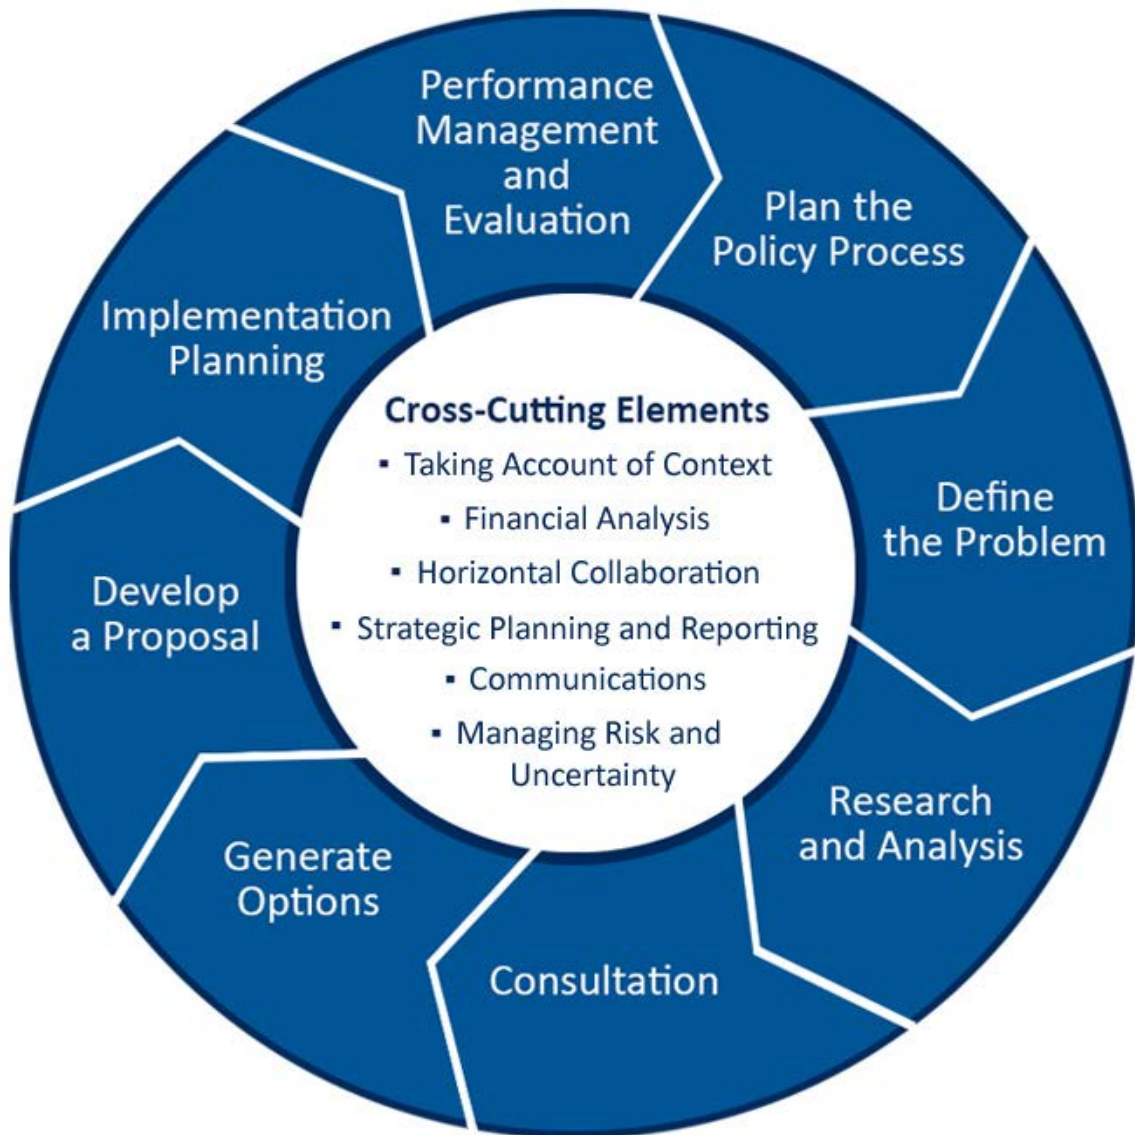 Performance
Management
and
Evaluation
Plan the
Policy Process
Define
the Problem
Research
and Analysis
Consultation
Generate
Options
Develop
a Proposal
Implementation
Planning
Cross-Cutting Elements
▪ Taking Account of Context
▪ Financial Analysis
▪ Horizontal Collaboration
▪ Strategic Planning and Reporting
▪ Communications
▪ Managing Risk and
Uncertainty